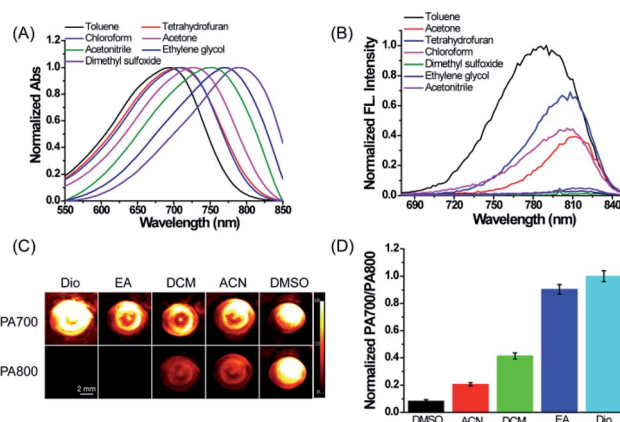 (A)
Toluene Tetrahydrofuran
Chloroform Acetone
Acetonitrile Ethylene glycol
Dimethyl sulfoxide
Normalized Abs
1.2
1.0
0.8
0.6
0.4
0.2
0.0
550 600 650 700 750 800 850
Wavelength (nm)
(B)
Toluene
Acetone
Tetrahydrofuran
Chloroform
Dimethyl sulfoxide
Ethylene glycol
Acetonitrile
Normalized FL. Intensity
1.0
0.8
0.6
0.4
0.2
0.0
690 720 750 780 810 840
Wavelength (nm)
(C)
Dio EA DCM ACN DMSO
PA700
PA800
2 mm
(D)
Normalized PA700/PA800
1.2
1.0
0.8
0.6
0.4
0.2
0.0
DMSO ACN DCM EA Dio